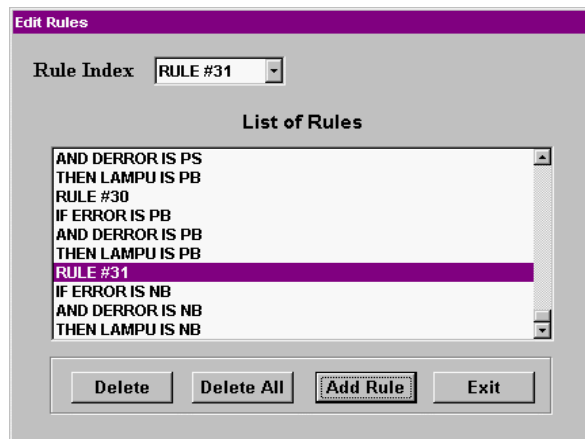 Edit Rules
Rule Index RULE #31
List of Rules
AND DERROR IS PS
THEN LAMPU IS PB
RULE #30
IF ERROR IS PB
AND DERROR IS PB
THEN LAMPU IS PB
RULE #31
IF ERROR IS NB
AND DERROR IS NB
THEN LAMPU IS NB
Delete Delete All Add Rule Exit